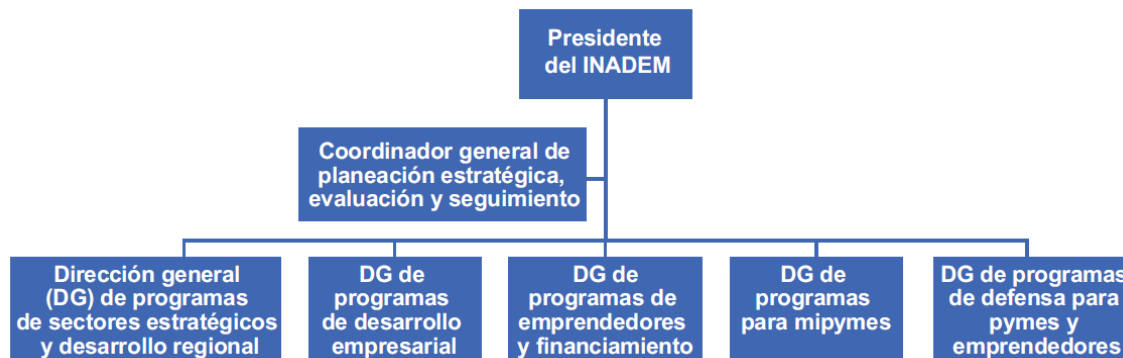 Presidente
del INADEM
Coordinador general de
planeación estratégica,
evaluación y seguimiento
Dirección general
(DG) de programas
de sectores estratégicos
y desarrollo regional
DG de
programas
de desarrollo
empresarial
DG de
programas de
emprendedores
y financiamiento
DG de
programas
para mipymes
DG de programas
de defensa para
pymes y
emprendedores